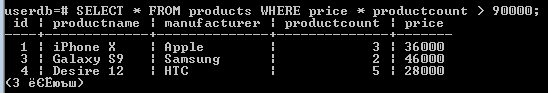 userdb=# SELECT * FROM products WHERE price * productcount > 90000;
 id | productname | manufacturer | productcount | price
----+-------------+--------------+--------------+-------
  1 | iPhone X | Apple | 3 | 36000
  3 | Galaxy S9 | Samsung | 2 | 46000
  4 | Desire 12 | HTC | 5 | 28000
(3 ёЄЁюъш)